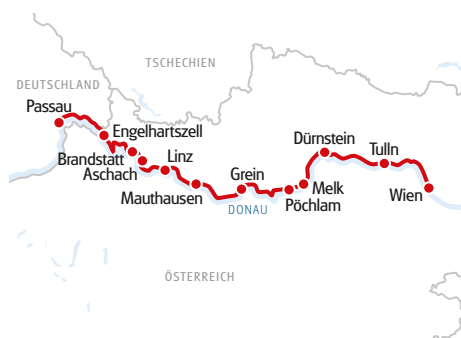 TSCHECHIEN
DEUTSCHLAND
Passau
Engelhartszell
Dürnstein
Tulln
Brandstatt
Linz
Aschach
Grein
Melk
Mauthausen
Pöchlam
Wien
DONAU
ÖSTERREICH